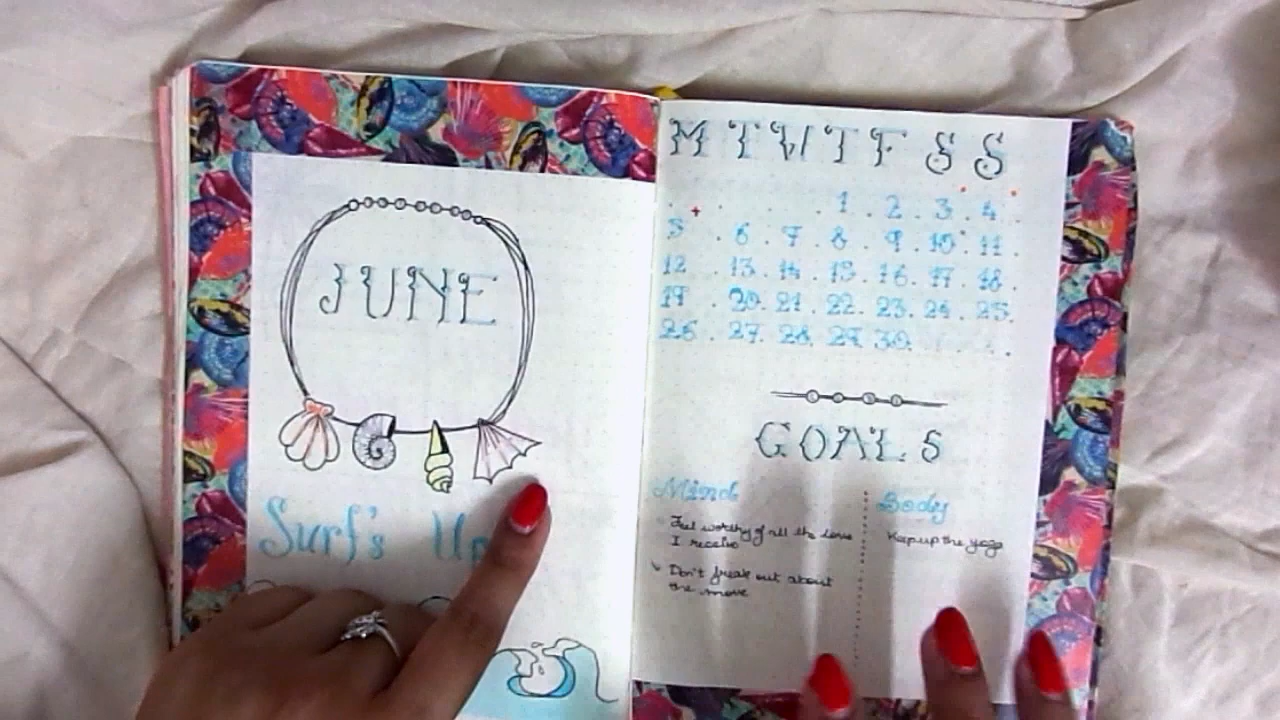 JUNE
Surf's Up
M T W T F S S
1 2 3 4
5 6 7 8 9 10 11
12 13 14 15 16 17 18
19 20 21 22 23 24 25
26 27 28 29 30
GOALS
Mind
Feel worthy of all the love
I receive
Don't freak out about
the move
Body
Keep up the yoga